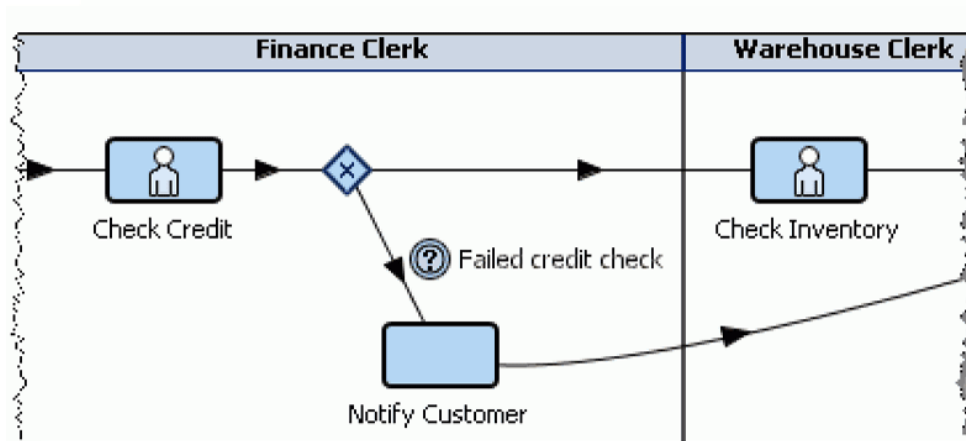 Finance Clerk
Warehouse Clerk
Check Credit
Check Inventory
Failed credit check
Notify Customer